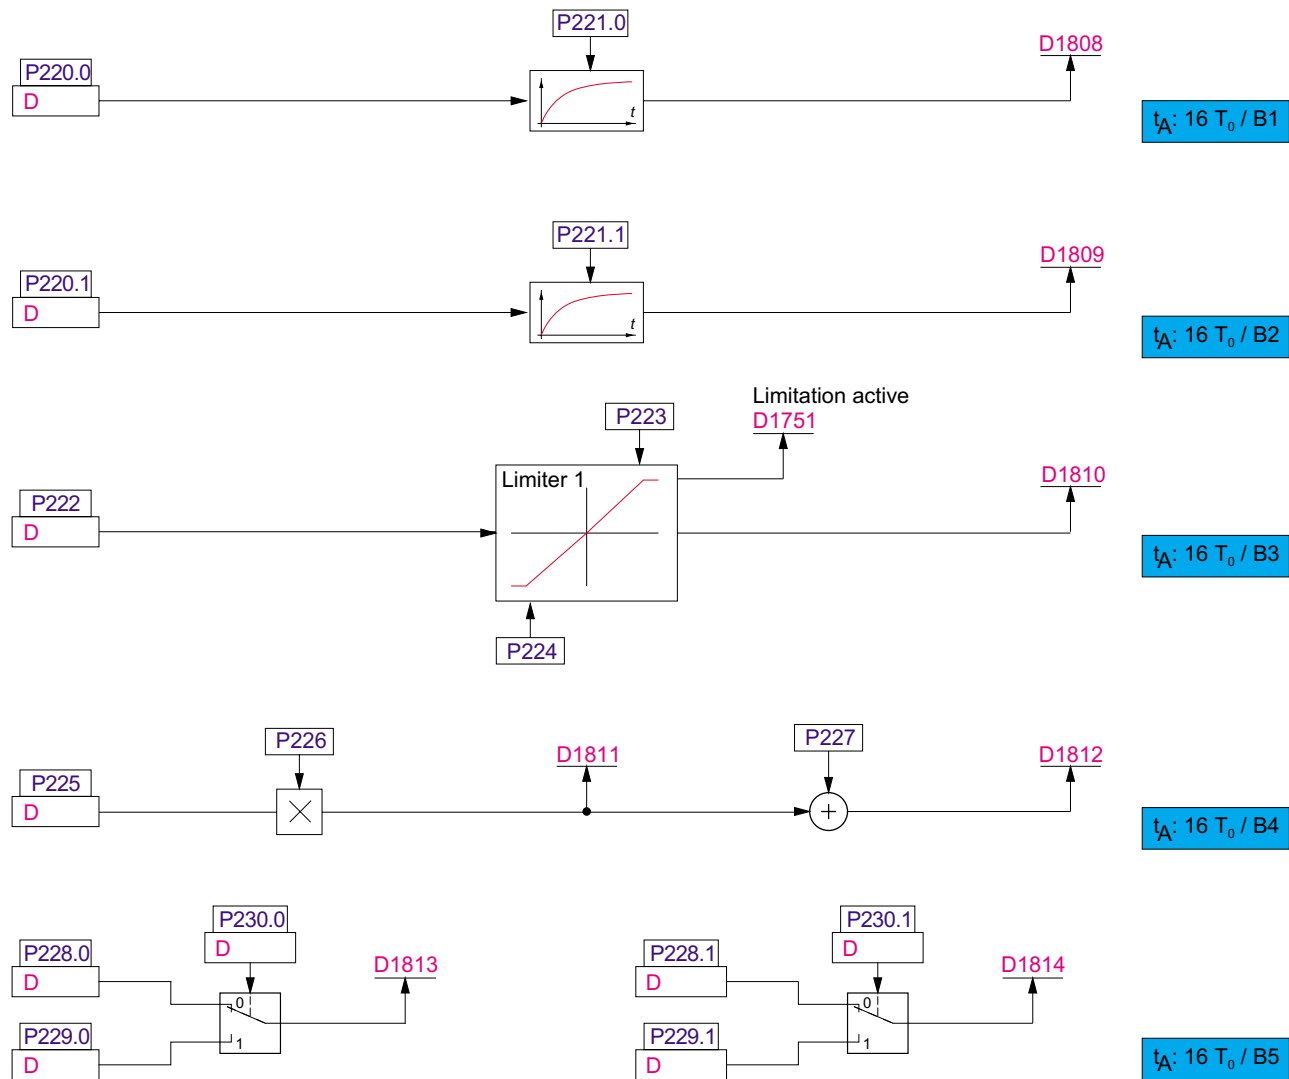 P221.0
D1808
P220.0
D
t
tA: 16 T0 / B1
P221.1
D1809
P220.1
D
t
tA: 16 T0 / B2
Limitation active
P223
D1751
Limiter 1
D1810
P222
D
tA: 16 T0 / B3
P224
P226
D1811
P227
D1812
P225
D
×
+
tA: 16 T0 / B4
P230.0
D
P228.0
D
D1813
0
P229.0
1
D
P230.1
D
P228.1
D
D1814
0
P229.1
1
D
tA: 16 T0 / B5